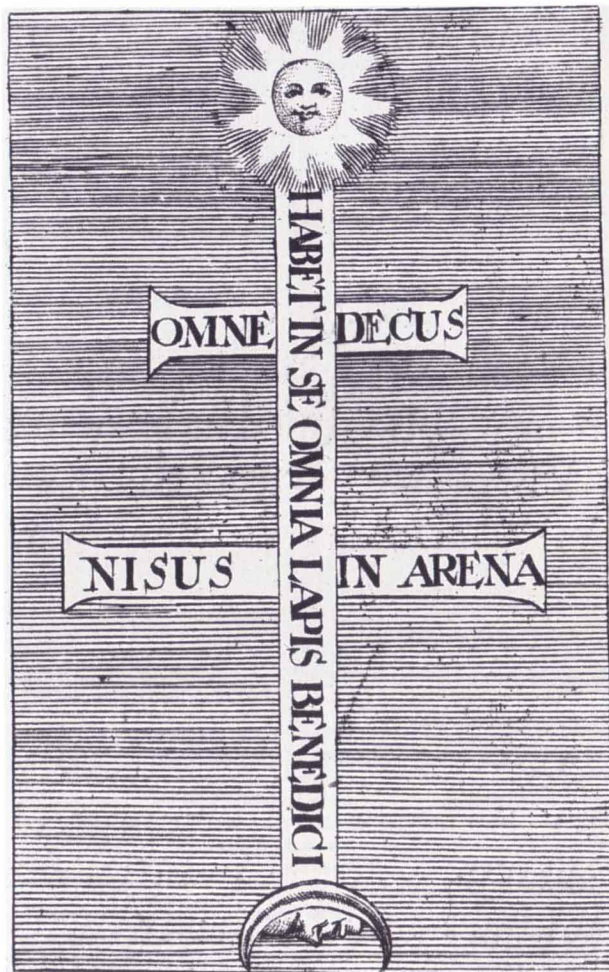 OMNE DECUS
NISUS IN ARENA
HABET IN SE OMNIA LAPIS BENEDICI